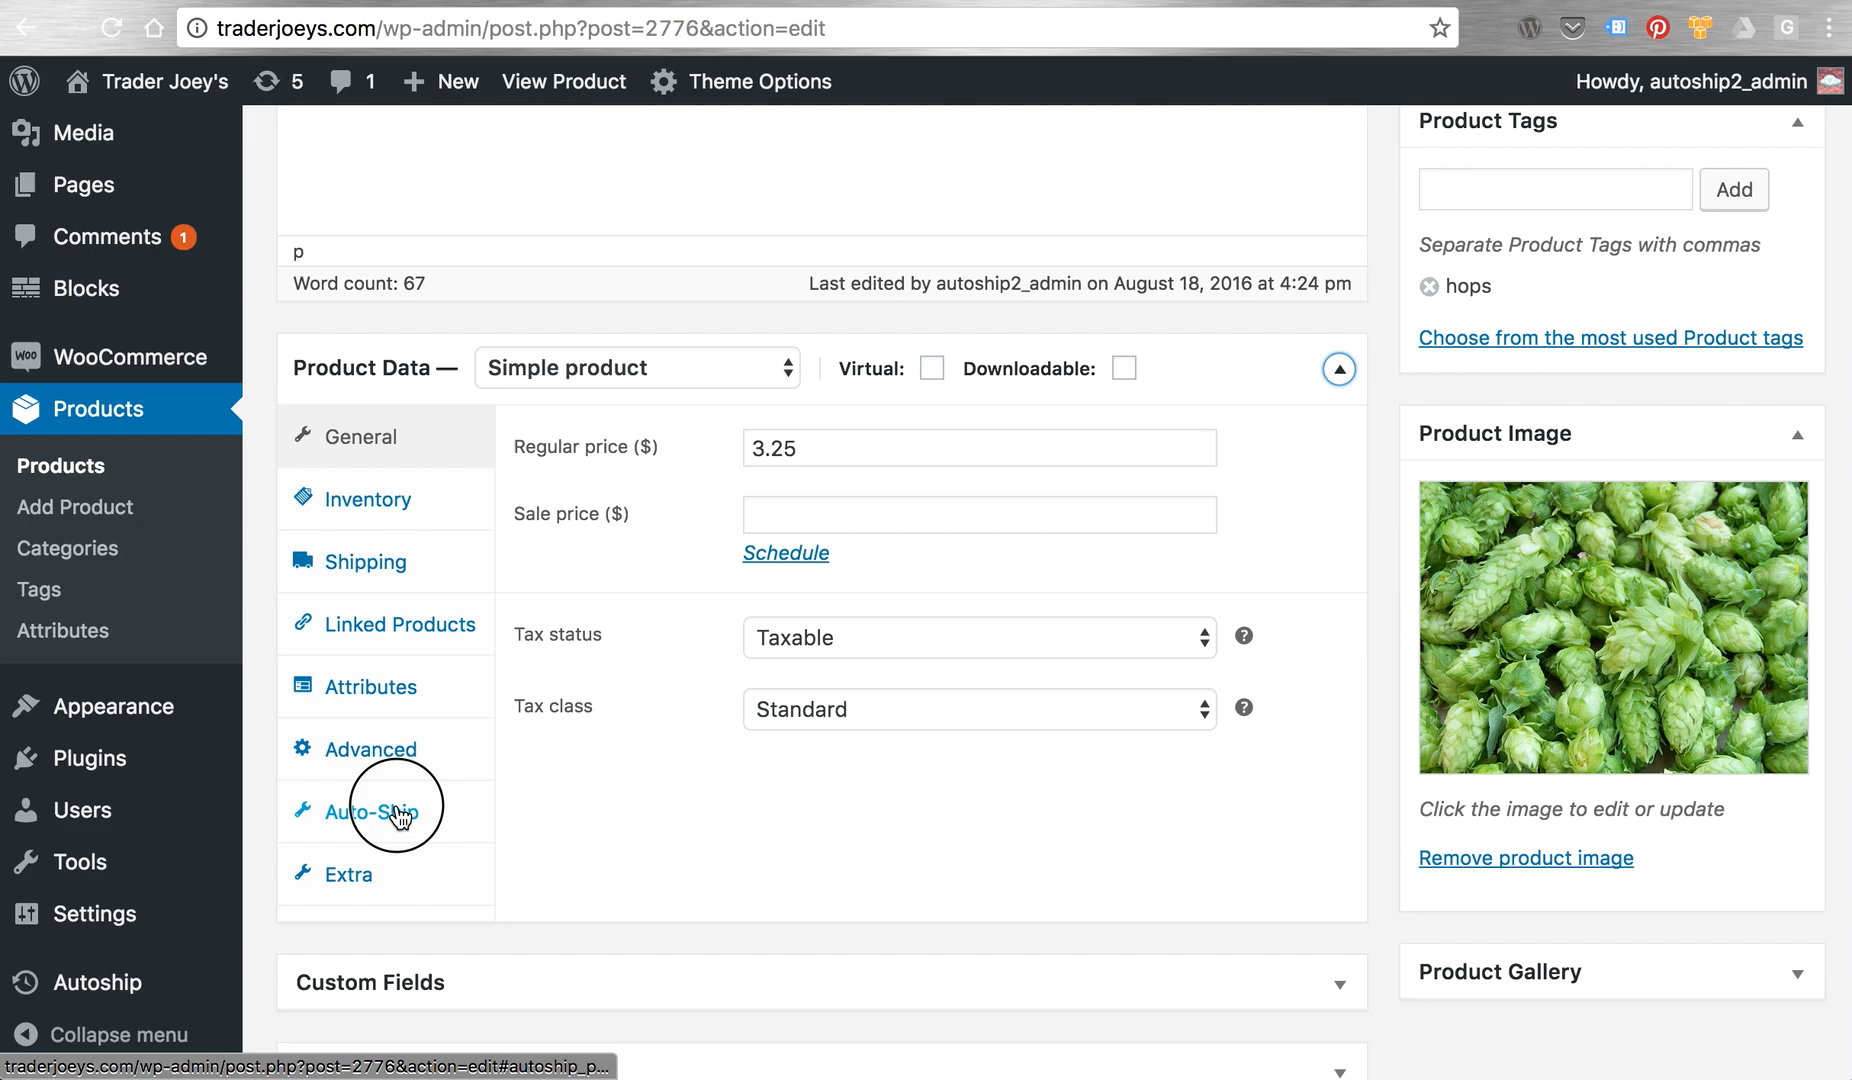 traderjoeys.com/wp-admin/post.php?post=2776&action=edit
G
Trader Joey's 5 1 New View Product Theme Options Howdy, autoship2_admin
Media
Pages
Comments 1
Blocks
Woo WooCommerce
Products
Products
Add Product
Categories
Tags
Attributes
Appearance
Plugins
Users
Tools
Settings
Autoship
Collapse menu
p
Word count: 67 Last edited by autoship2_admin on August 18, 2016 at 4:24 pm
Product Data — Simple product Virtual: Downloadable:
General
Inventory
Shipping
Linked Products
Attributes
Advanced
Auto-Ship
Extra
Regular price ($) 3.25
Sale price ($)
Schedule
Tax status Taxable ?
Tax class Standard ?
Custom Fields
Product Tags
Add
Separate Product Tags with commas
hops
Choose from the most used Product tags
Product Image
Click the image to edit or update
Remove product image
Product Gallery
traderjoeys.com/wp-admin/post.php?post=2776&action=edit#autoship_p...